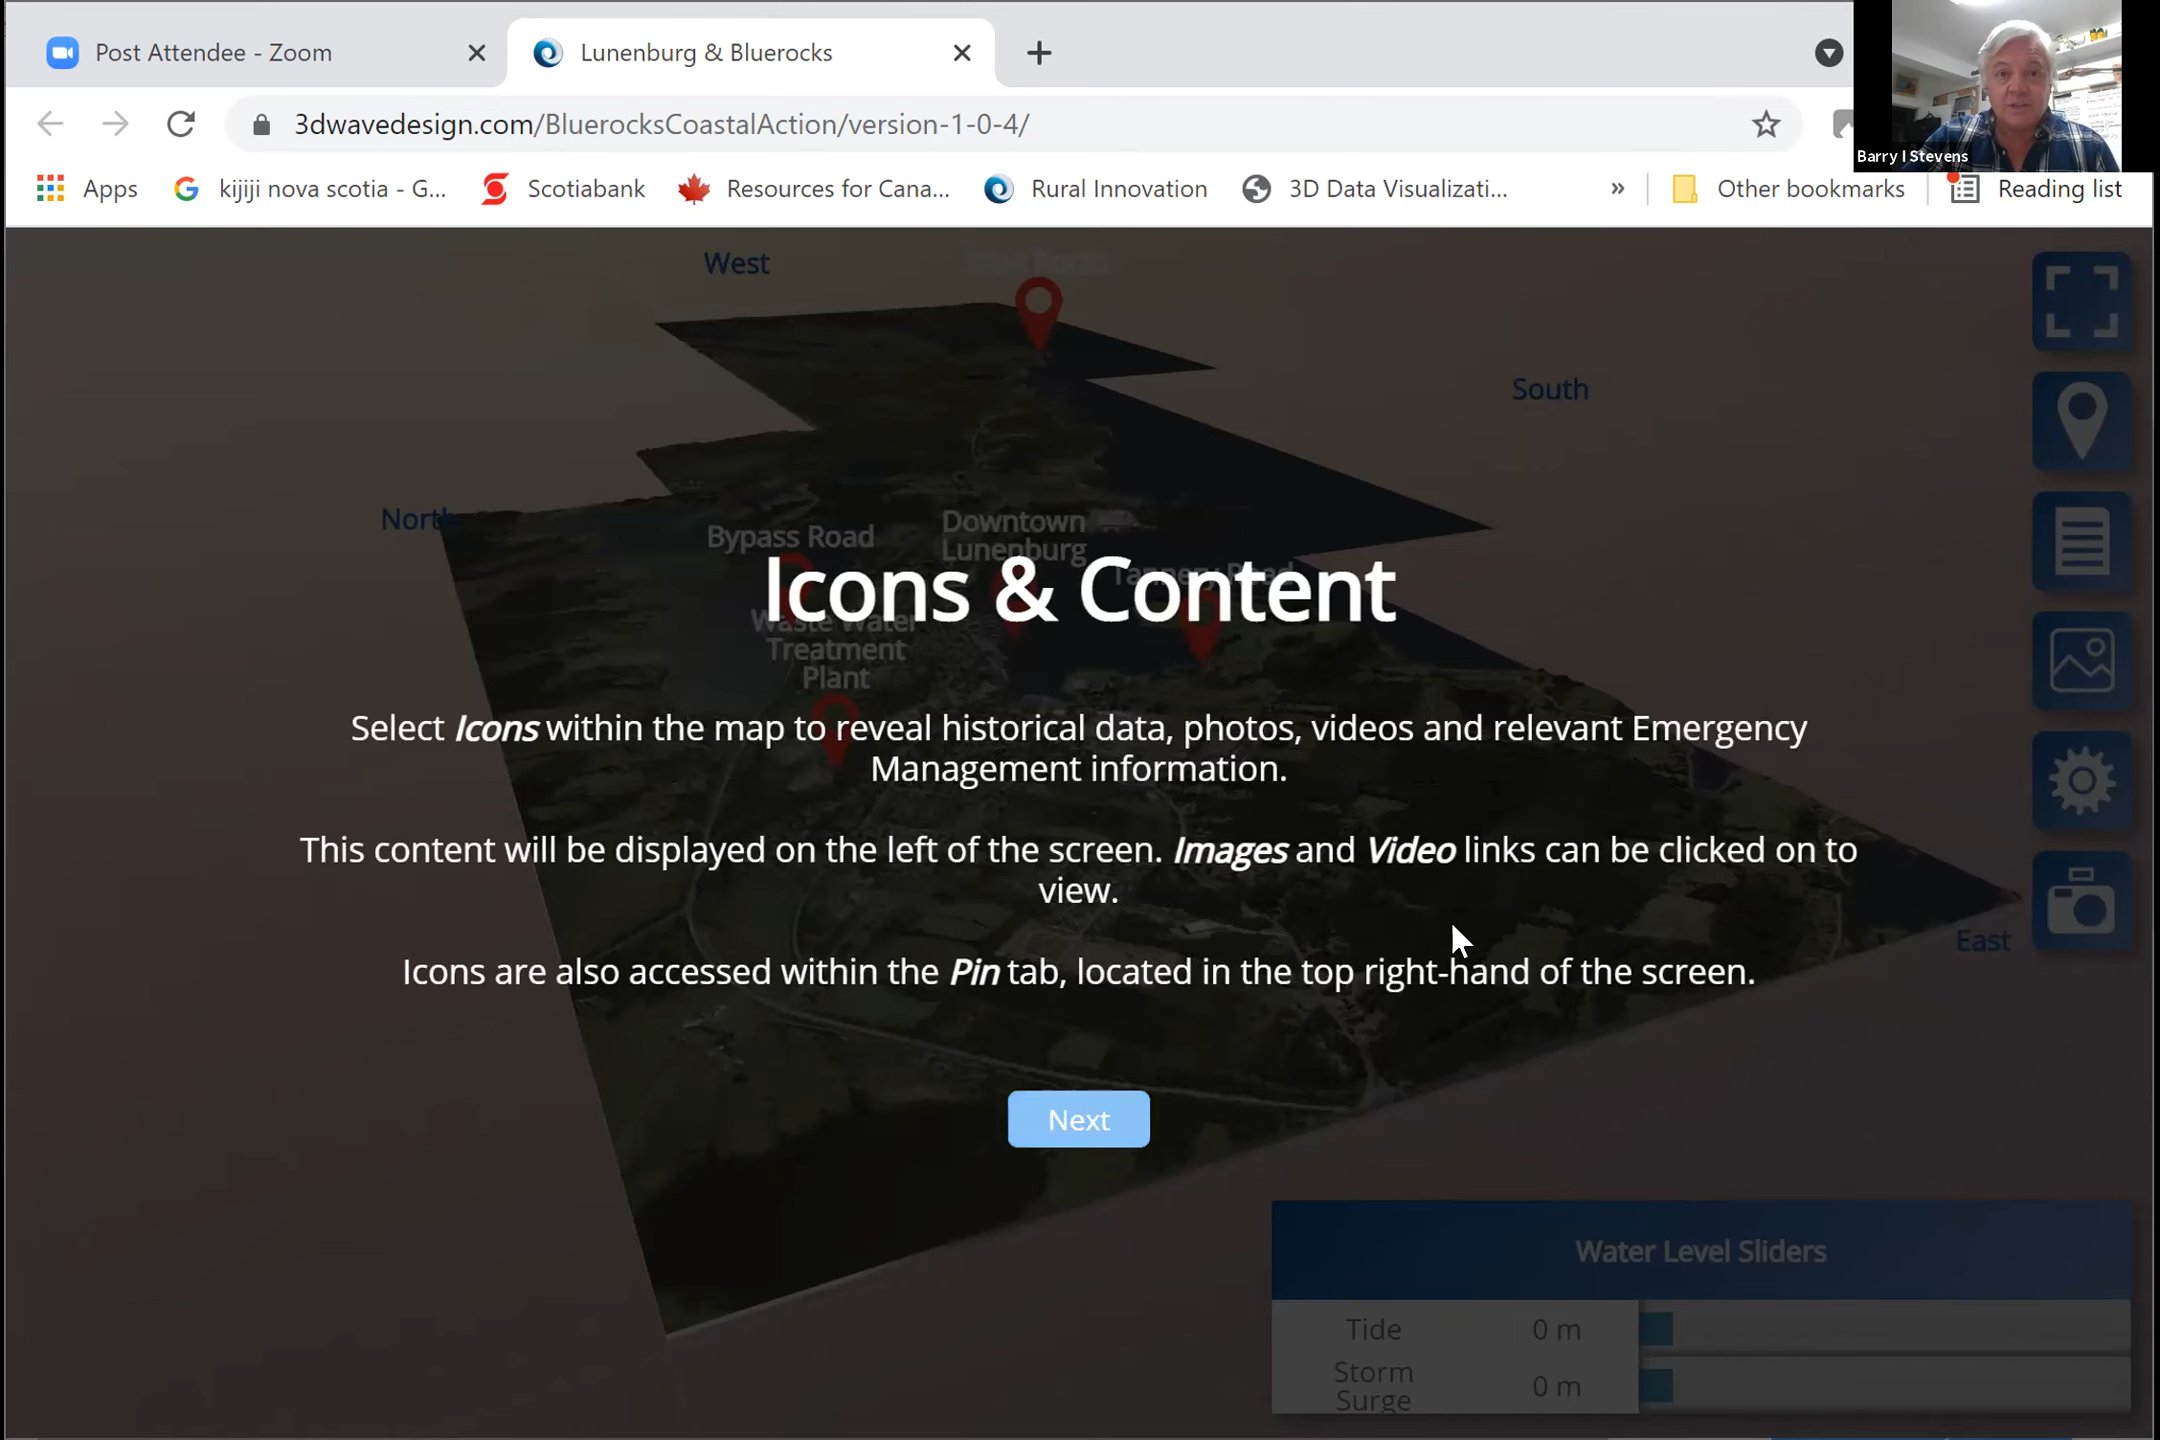 Post Attendee - Zoom
Lunenburg & Bluerocks
3dwavedesign.com/BluerocksCoastalAction/version-1-0-4/
Apps
kijiji nova scotia - G...
Scotiabank
Resources for Cana...
Rural Innovation
3D Data Visualizati...
»
Other bookmarks
Reading list
Barry I Stevens
West
South
North
Bypass Road
Downtown
Lunenburg
Tannery Road
Icons & Content
Waste Water
Treatment
Plant
Select Icons within the map to reveal historical data, photos, videos and relevant Emergency
Management information.
This content will be displayed on the left of the screen. Images and Video links can be clicked on to
view.
East
Icons are also accessed within the Pin tab, located in the top right-hand of the screen.
Next
Water Level Sliders
Tide 0 m
Storm
Surge 0 m